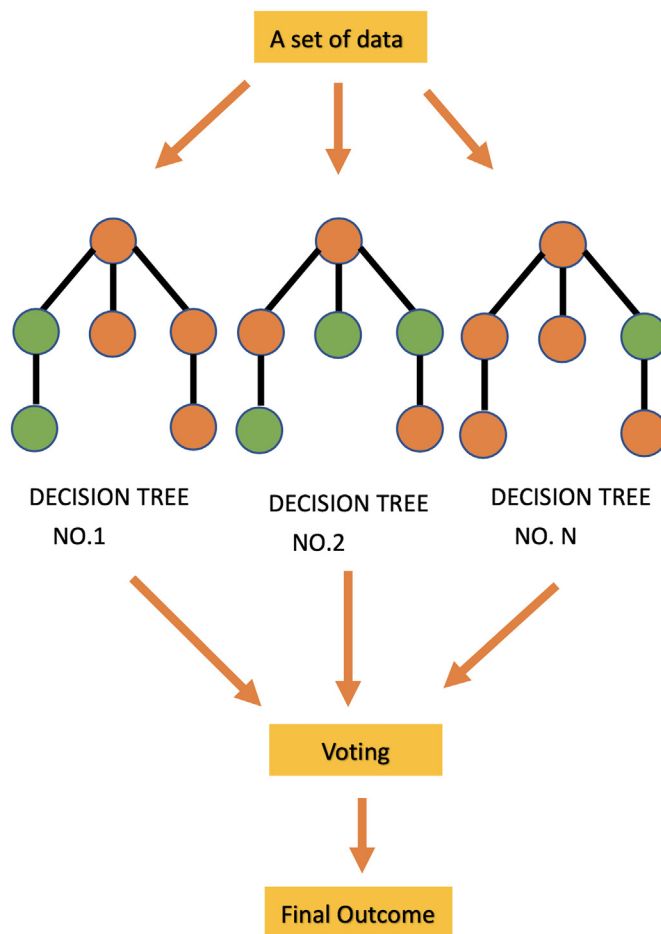 A set of data
DECISION TREE
NO.1
DECISION TREE
NO.2
DECISION TREE
NO. N
Voting
Final Outcome